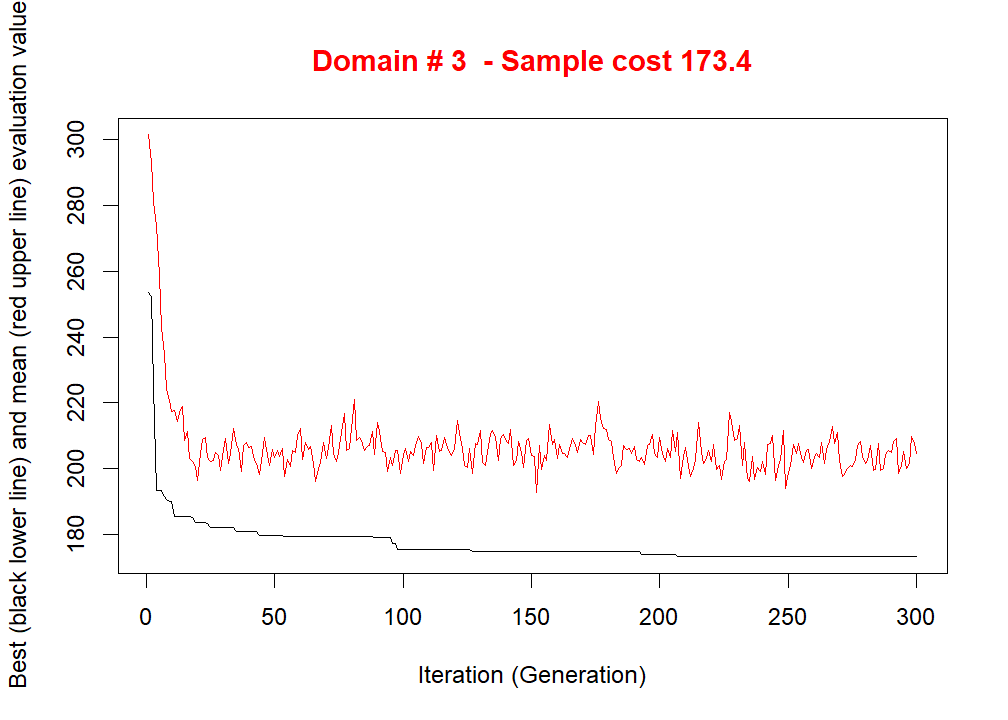 Domain # 3  - Sample cost 173.4
Best (black lower line) and mean (red upper line) evaluation value
300
280
260
240
220
200
180
0 50 100 150 200 250 300
Iteration (Generation)